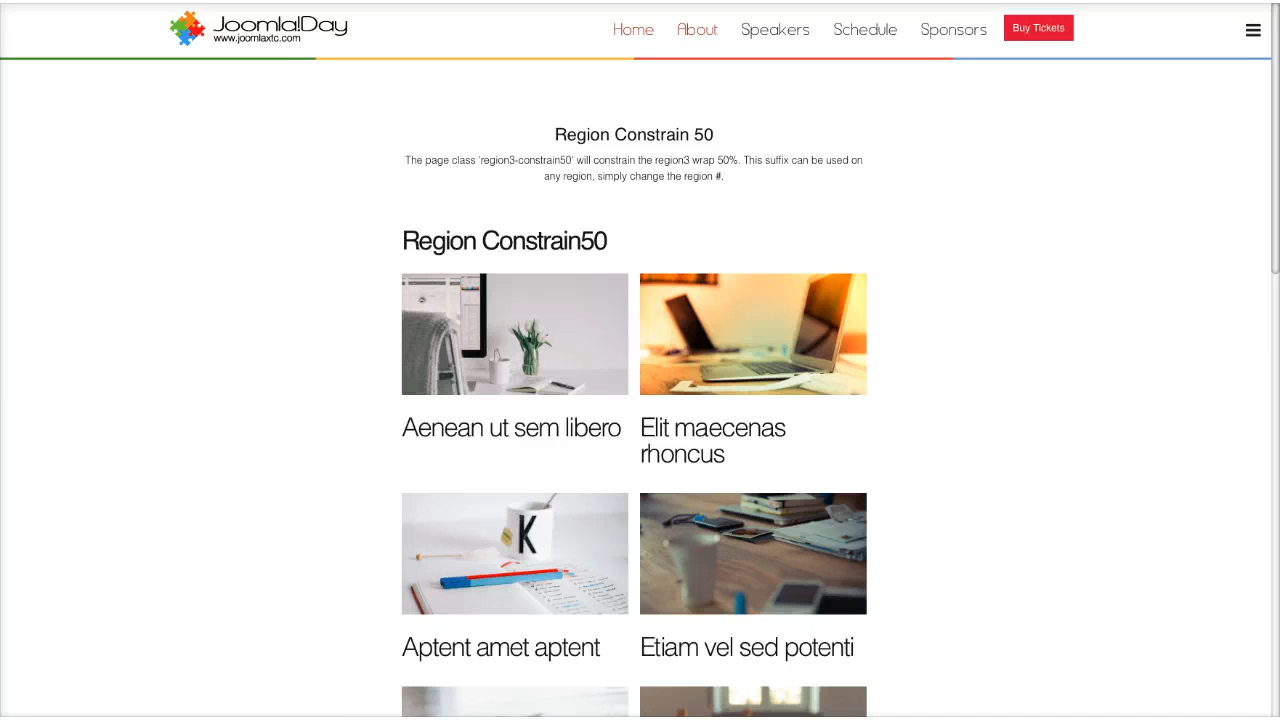 Joomla!Day
www.joomlaxtc.com
Home About Speakers Schedule Sponsors Buy Tickets
Region Constrain 50
The page class 'region3-constrain50' will constrain the region3 wrap 50%. This suffix can be used on
any region, simply change the region #.
Region Constrain50
Aenean ut sem libero
Elit maecenas
rhoncus
K
Aptent amet aptent
Etiam vel sed potenti